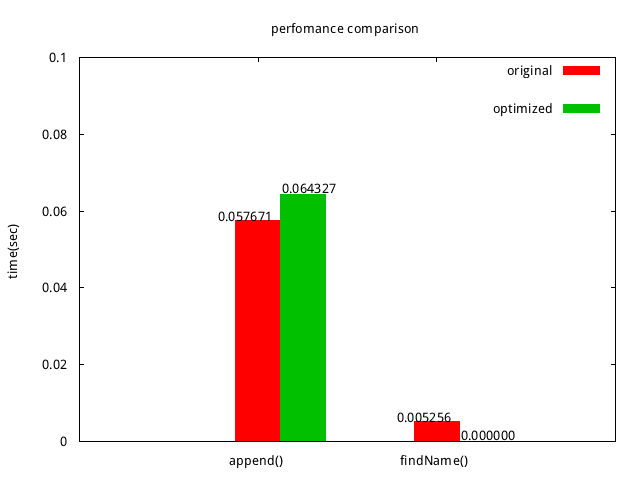 perfomance comparison
0.1
original
optimized
0.08
0.064327
0.057671
0.06
time(sec)
0.04
0.02
0.005256
0.000000
0
append()
findName()